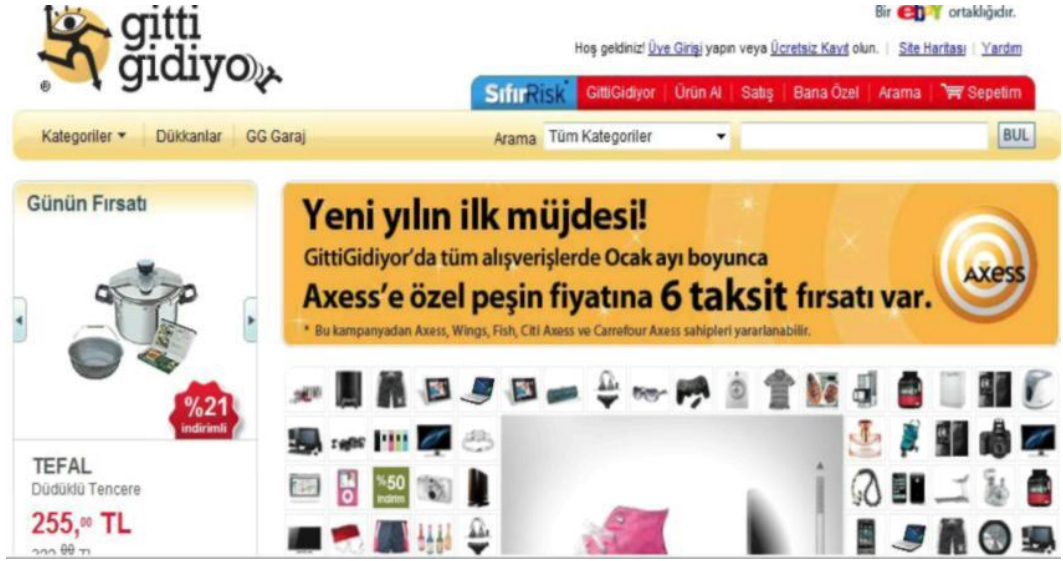 Bir ebay ortaklığıdır.
gitti
gidiyor
®
Hoş geldiniz! Üye Girişi yapın veya Ücretsiz Kayıt olun. | Site Haritası | Yardım
SıfırRisk GittiGidiyor | Ürün Al | Satış | Bana Özel | Arama | Sepetim
Kategoriler | Dükkanlar | GG Garaj
Arama Tüm Kategoriler BUL
Günün Fırsatı
%21
indirimli
TEFAL
Düdüklü Tencere
255,00 TL
Yeni yılın ilk müjdesi!
GittiGidiyor'da tüm alışverişlerde Ocak ayı boyunca
Axess'e özel peşin fiyatına 6 taksit fırsatı var.
* Bu kampanyadan Axess, Wings, Fish, Citi Axess ve Carrefour Axess sahipleri yararlanabilir.
AXESS
%50
indirim